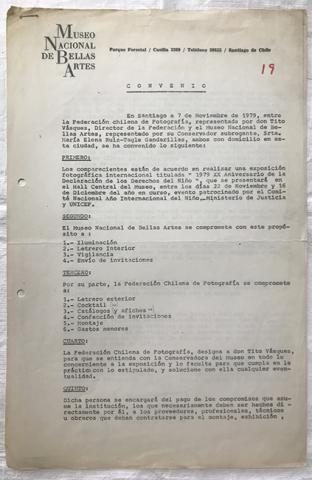 MUSEO
NACIONAL
DE BELLAS
ARTES
Parque Forestal / Casilla 3209 / Teléfono 30655 / Santiago de Chile
19
C O N V E N I O
En Santiago a 7 de Noviembre de 1979, entre
la Federación chilena de Fotografía, representado por don Tito
Vásquez, Director de la Federación y el Museo Nacional de Be-
llas Artes, representado por su Conservador subrogante, Srta.
María Elena Ruiz-Tagle Gandarillas, ambos con domicilio en es-
ta ciudad, se ha convenido lo siguiente:
PRIMERO:
Los comparecientes están de acuerdo en realizar una exposición
fotográfica internacional titulada " 1979 XX Aniversario de la
Declaración de los Derechos del Niño ", que se presentará en
el Hall Central del Museo, entre los días 22 de Noviembre y 16
de Diciembre del año en curso, evento patrocinado por el Comi-
té Nacional Año Internacional del Niño, Ministerio de Justicia
y UNICEF.
SEGUNDO:
El Museo Nacional de Bellas Artes se compromete con este pro-
pósito a :
1.- Iluminación
2.- Letrero Interior
3.- Vigilancia
4.- Envío de invitaciones
TERCERO:
Por su parte, la Federación Chilena de Fotografía, se compromete
a:
1.- Letrero exterior
2.- Cocktail
3.- Catálogos y afiches
4.- Confección de invitaciones
5.- Montaje
6.- Gastos menores
CUARTO:
La Federación Chilena de Fotografía, designa a don Tito Vásquez,
para que se entienda con la Conservadora del Museo en todo lo
concerniente a la exposición y lo faculta para que cumpla en la
práctica con lo estipulado, y solucione con ella cualquier even-
tualidad.
QUINTO:
Dicha persona se encargará del pago de los compromisos que asu-
me la institución, los que necesariamente deben ser hechos di-
rectamente por él, a los proveedores, profesionales, técnicos
u obreros que deban contratarse para el montaje, exhibición ,